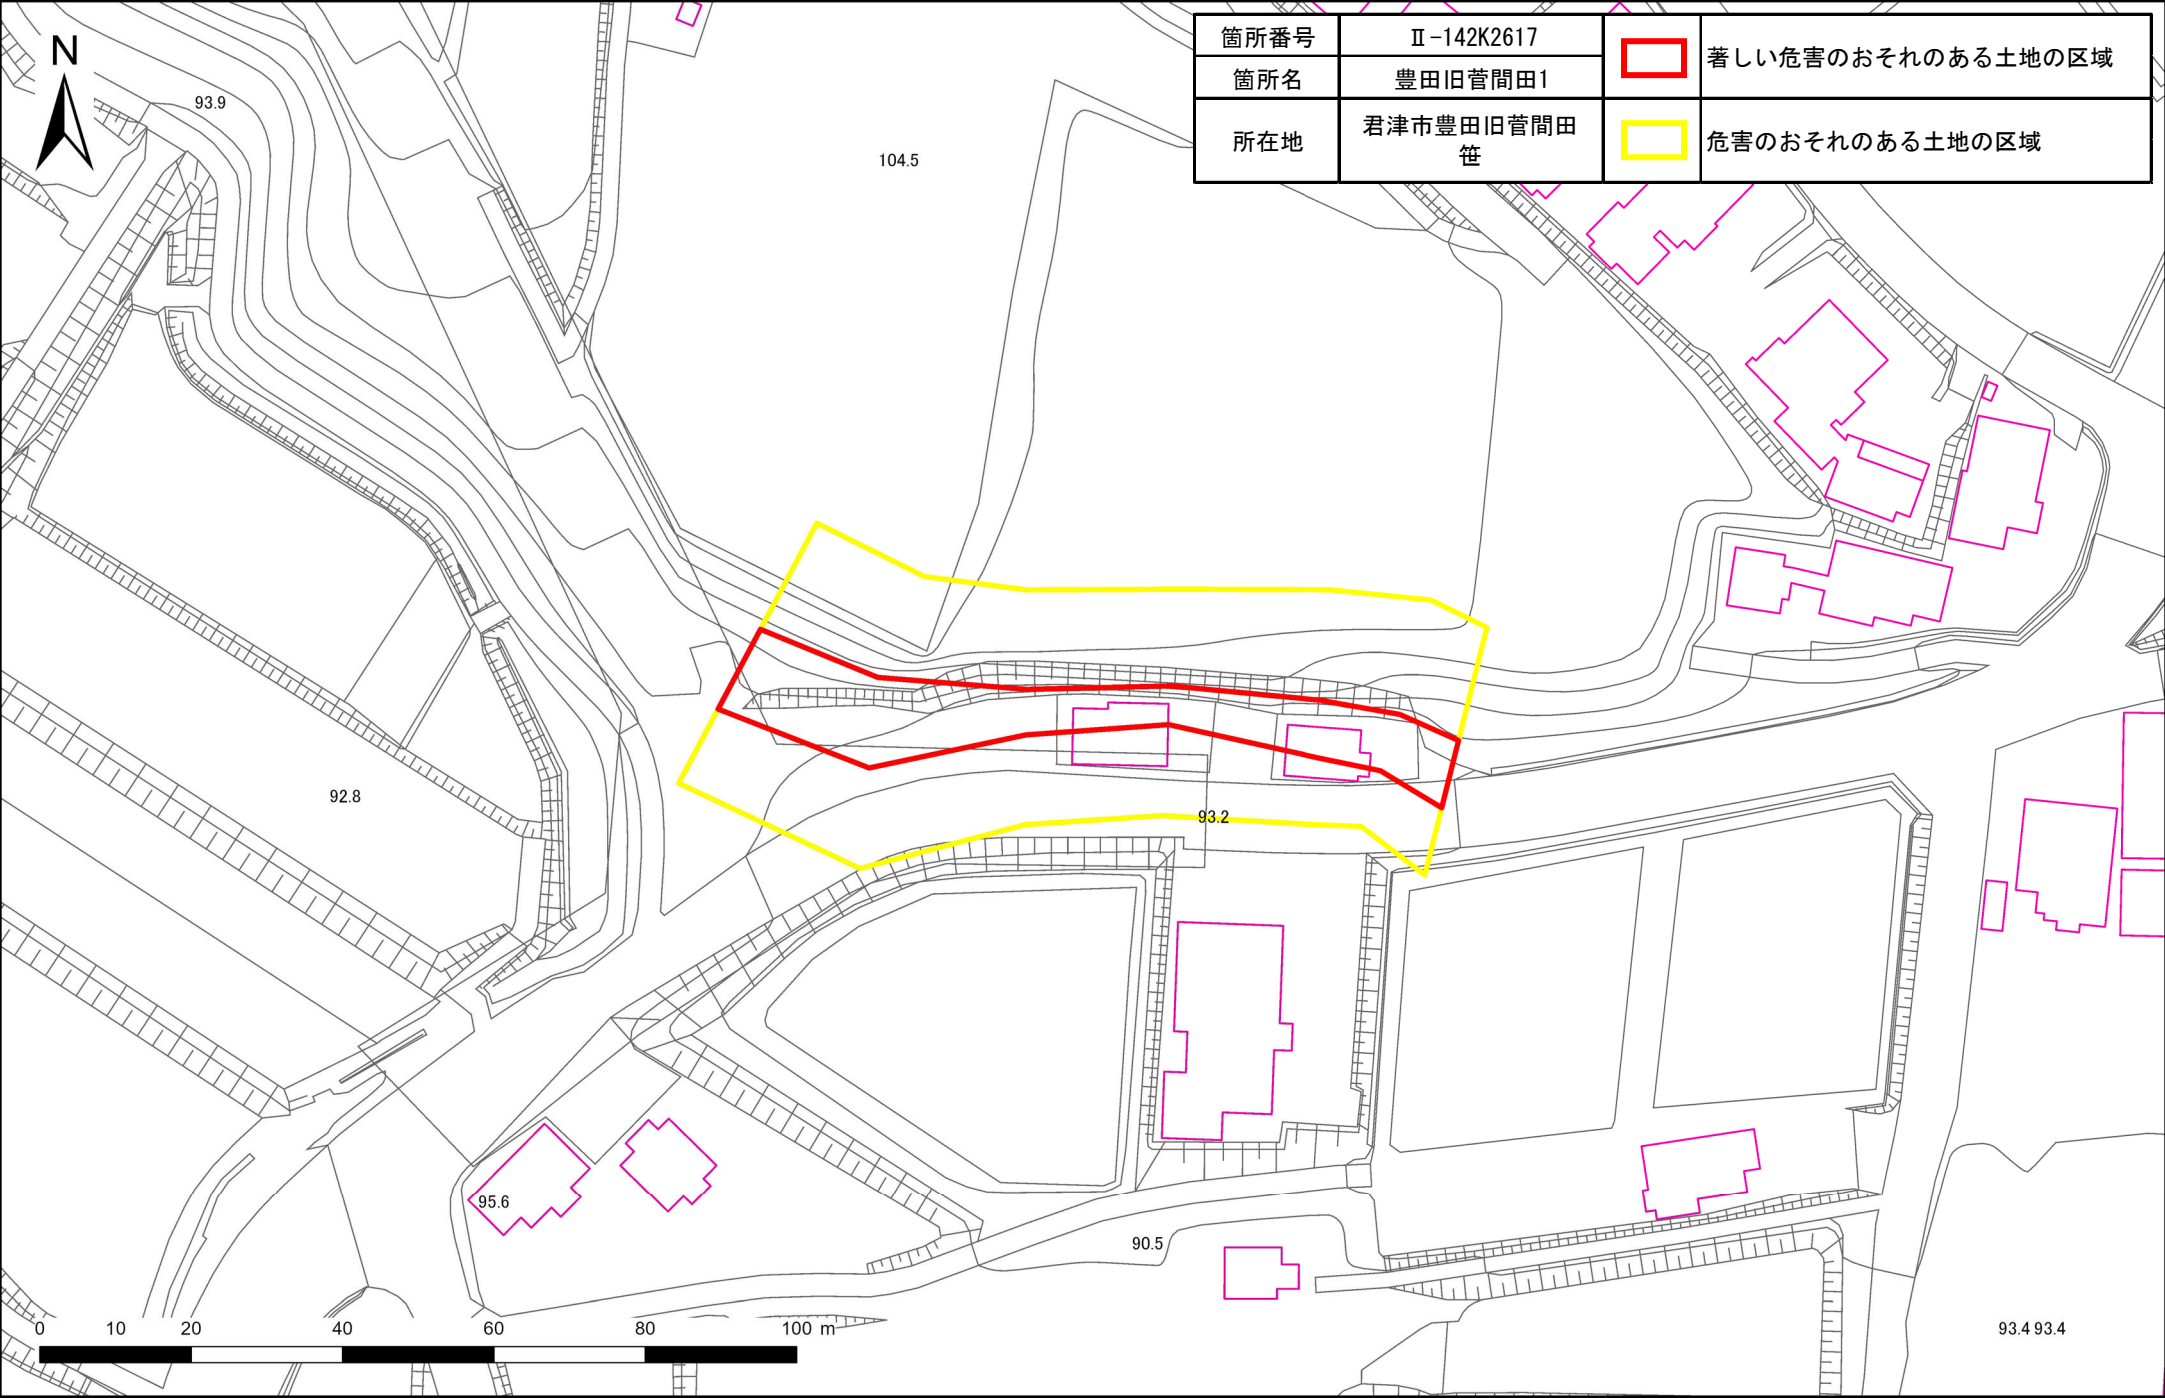 N
箇所番号 Ⅱ-142K2617
箇所名 豊田旧菅間田1
所在地 君津市豊田旧菅間田
笹
著しい危害のおそれのある土地の区域
危害のおそれのある土地の区域
93.9
104.5
92.8
93.2
95.6
90.5
93.4 93.4
0 10 20 40 60 80 100 m